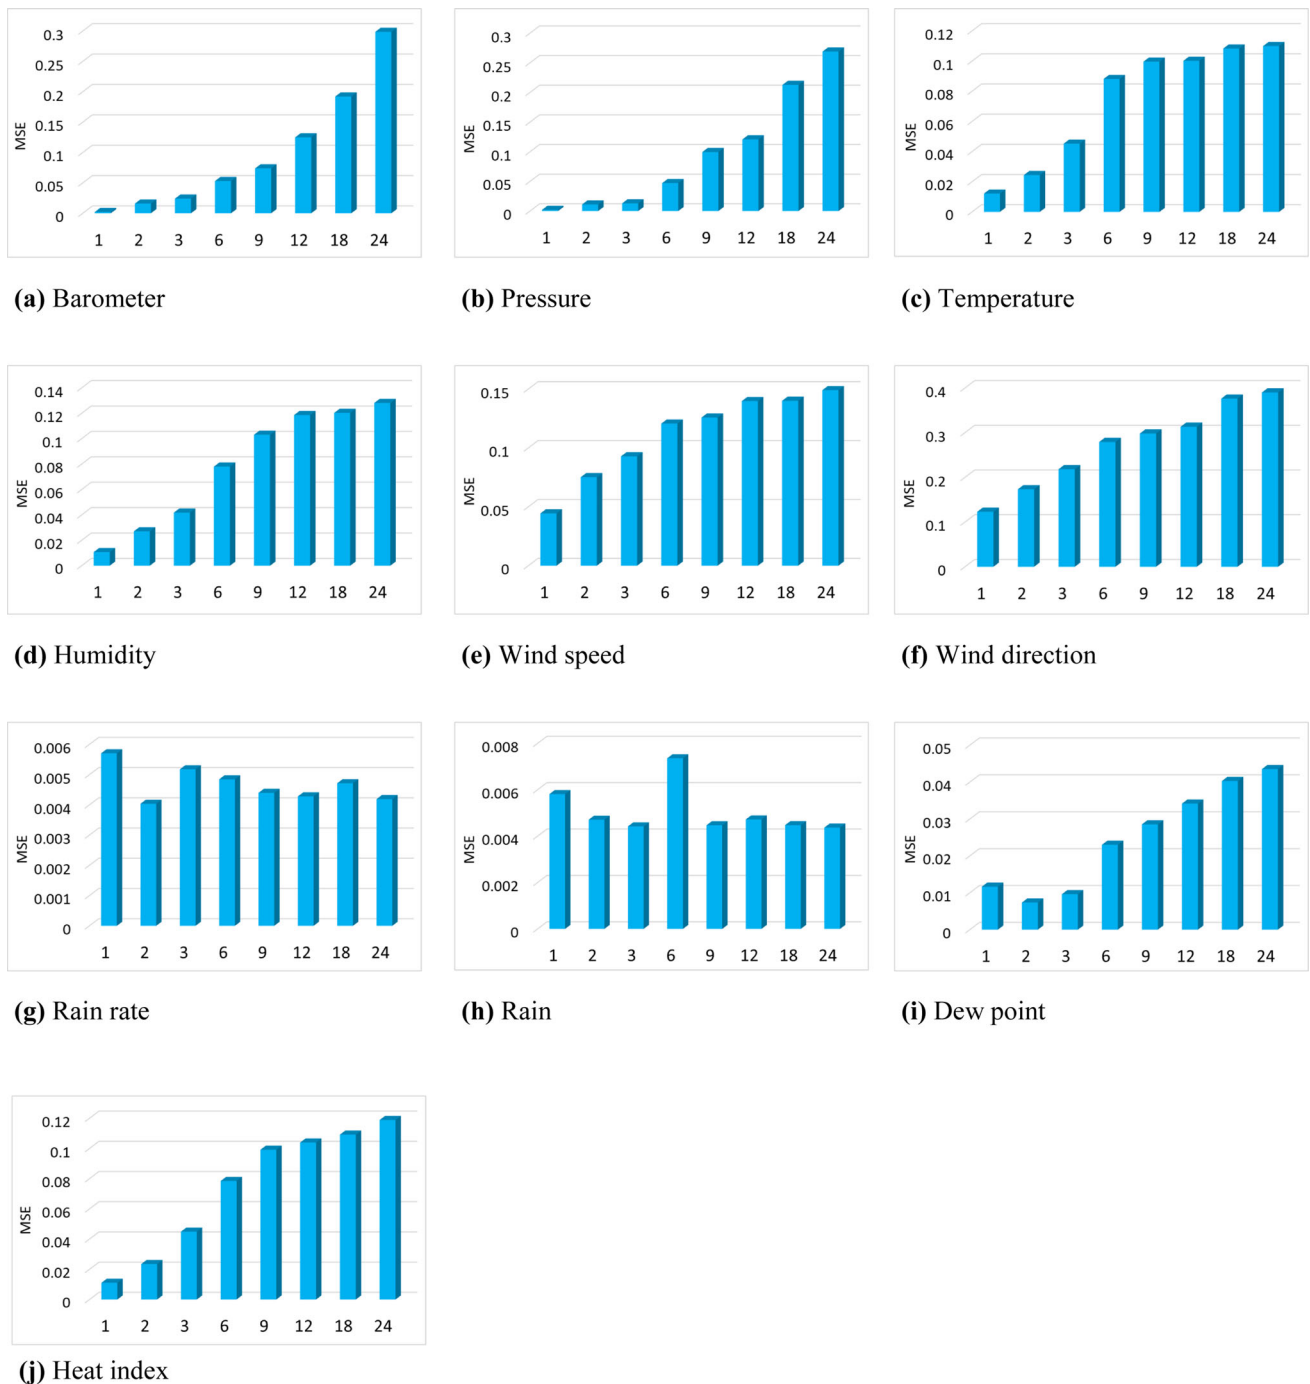 0.3
0.25
0.2
0.15
0.1
0.05
0
MSE
1 2 3 6 9 12 18 24
(a) Barometer
0.3
0.25
0.2
0.15
0.1
0.05
0
MSE
1 2 3 6 9 12 18 24
(b) Pressure
0.12
0.1
0.08
0.06
0.04
0.02
0
MSE
1 2 3 6 9 12 18 24
(c) Temperature
0.14
0.12
0.1
0.08
0.06
0.04
0.02
0
MSE
1 2 3 6 9 12 18 24
(d) Humidity
0.15
0.1
0.05
0
MSE
1 2 3 6 9 12 18 24
(e) Wind speed
0.4
0.3
0.2
0.1
0
MSE
1 2 3 6 9 12 18 24
(f) Wind direction
0.006
0.005
0.004
0.003
0.002
0.001
0
MSE
1 2 3 6 9 12 18 24
(g) Rain rate
0.008
0.006
0.004
0.002
0
MSE
1 2 3 6 9 12 18 24
(h) Rain
0.05
0.04
0.03
0.02
0.01
0
MSE
1 2 3 6 9 12 18 24
(i) Dew point
0.12
0.1
0.08
0.06
0.04
0.02
0
MSE
1 2 3 6 9 12 18 24
(j) Heat index